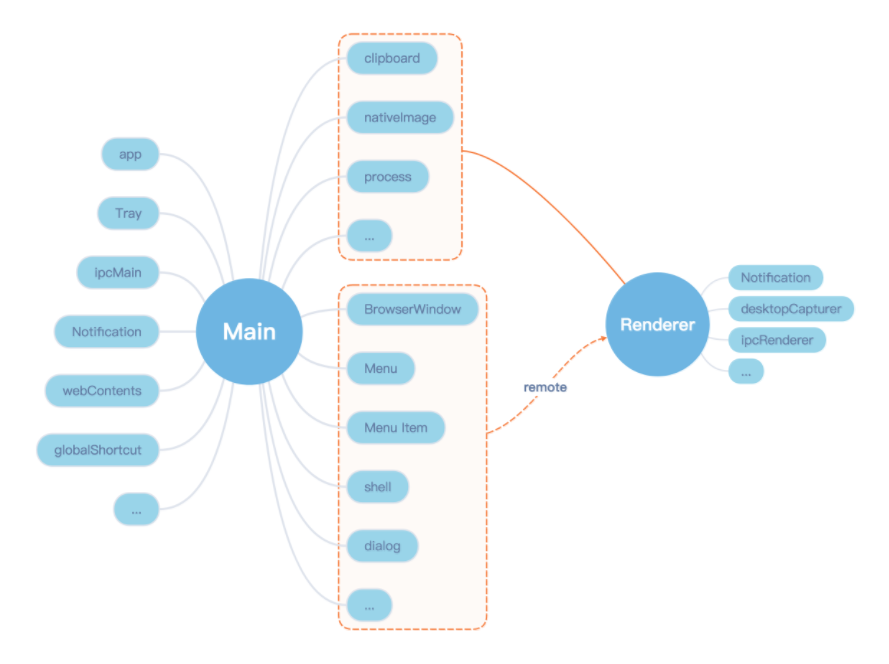 app
Tray
ipcMain
Notification
webContents
globalShortcut
...
Main
clipboard
nativeImage
process
...
BrowserWindow
Menu
Menu Item
shell
dialog
...
remote
Renderer
Notification
desktopCapturer
ipcRenderer
...